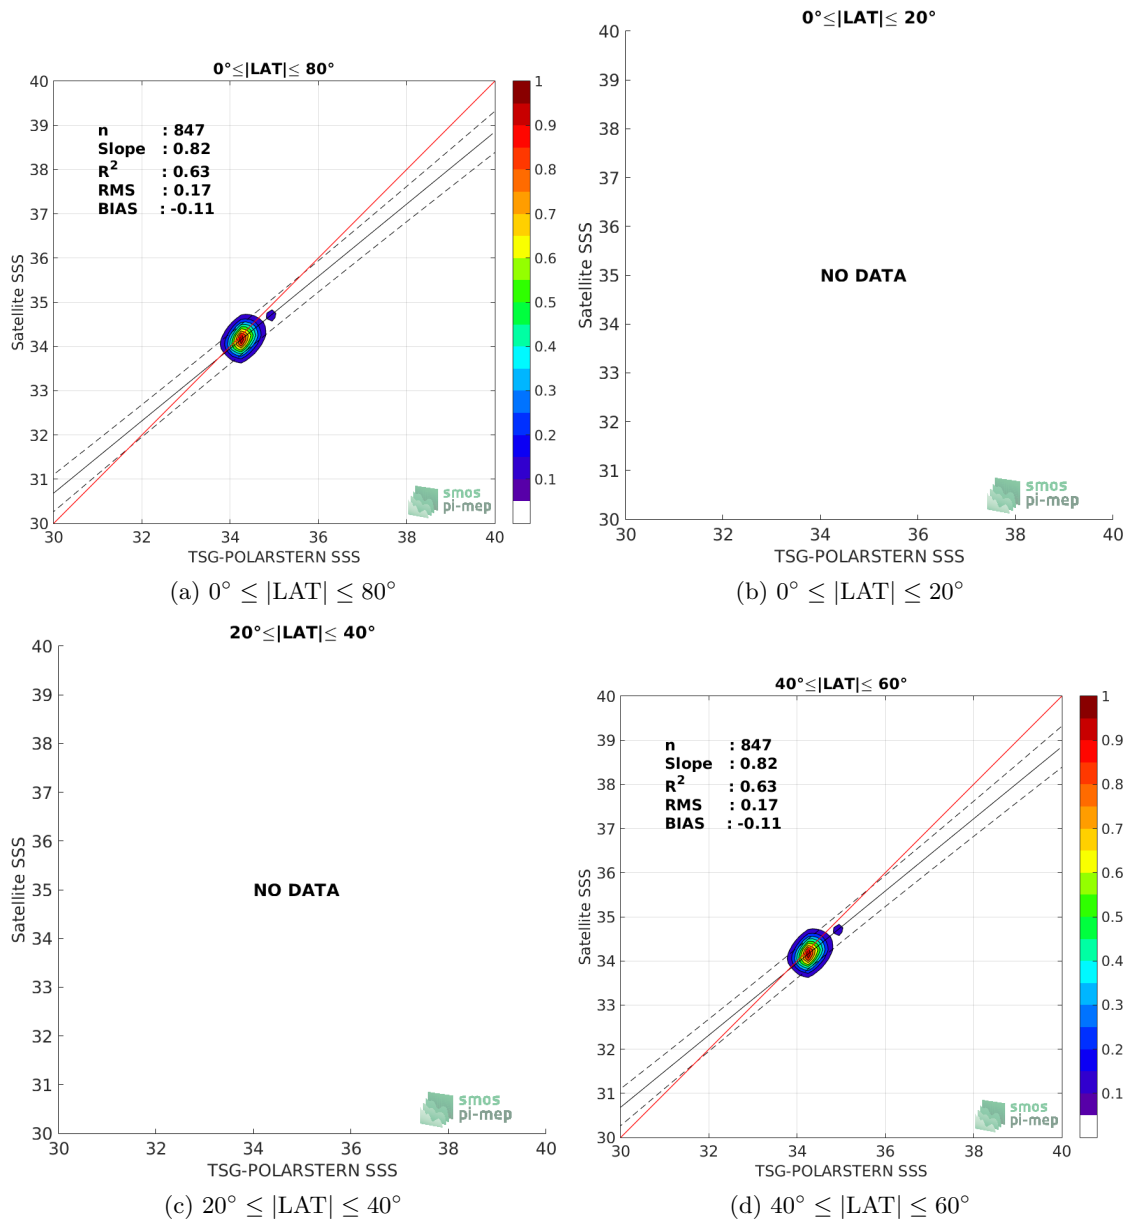 0°≤|LAT|≤ 80°
40
39
38
37
36
35
34
33
32
31
30
Satellite SSS
n : 847
Slope : 0.82
R2 : 0.63
RMS : 0.17
BIAS : -0.11
smos
pi-mep
30 32 34 36 38 40
TSG-POLARSTERN SSS
1
0.9
0.8
0.7
0.6
0.5
0.4
0.3
0.2
0.1
(a) 0° ≤ |LAT| ≤ 80°
0°≤|LAT|≤ 20°
40
39
38
37
36
35
34
33
32
31
30
Satellite SSS
NO DATA
smos
pi-mep
30 32 34 36 38 40
TSG-POLARSTERN SSS
(b) 0° ≤ |LAT| ≤ 20°
20°≤|LAT|≤ 40°
40
39
38
37
36
35
34
33
32
31
30
Satellite SSS
NO DATA
smos
pi-mep
30 32 34 36 38 40
TSG-POLARSTERN SSS
(c) 20° ≤ |LAT| ≤ 40°
40°≤|LAT|≤ 60°
40
39
38
37
36
35
34
33
32
31
30
Satellite SSS
n : 847
Slope : 0.82
R2 : 0.63
RMS : 0.17
BIAS : -0.11
smos
pi-mep
30 32 34 36 38 40
TSG-POLARSTERN SSS
1
0.9
0.8
0.7
0.6
0.5
0.4
0.3
0.2
0.1
(d) 40° ≤ |LAT| ≤ 60°